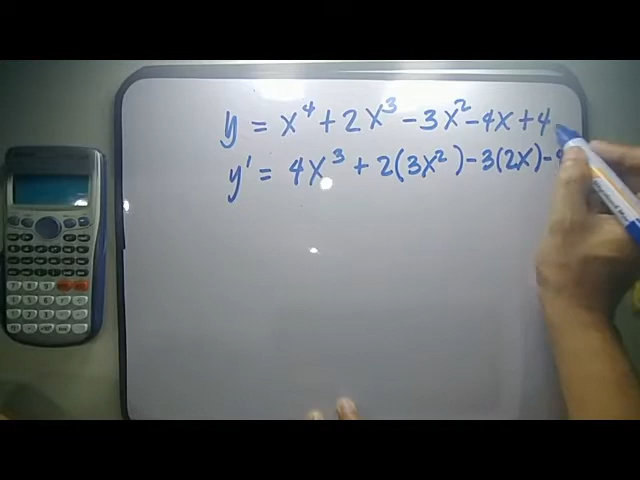 y = x⁴ + 2x³ - 3x² - 4x + 4
y' = 4x³ + 2(3x²) - 3(2x) -